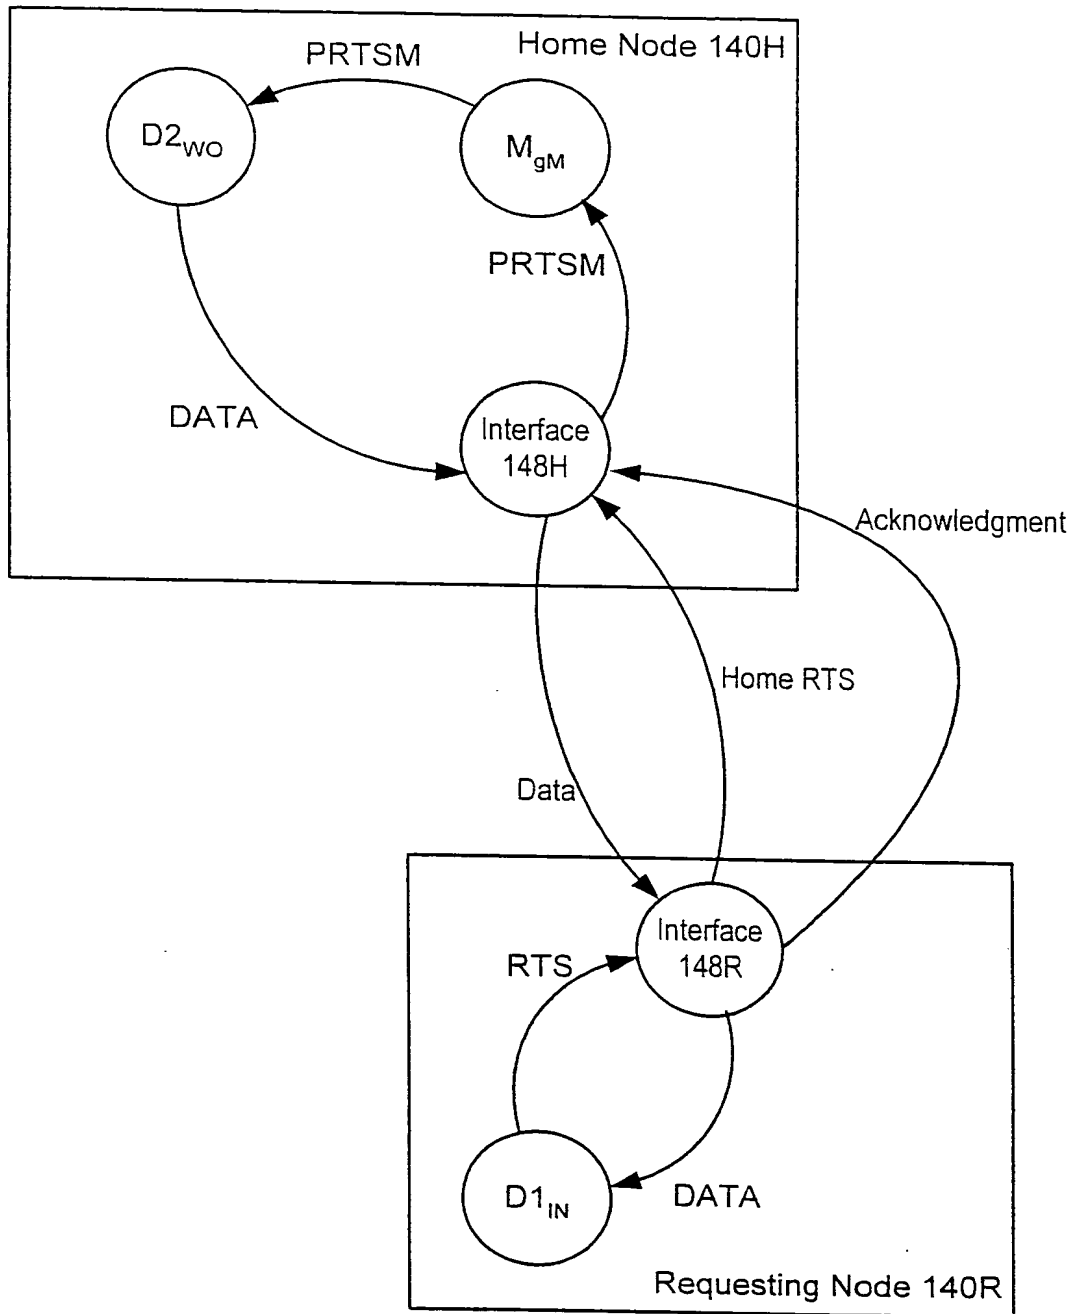 Home Node 140H
PRTSM
D2WO
MgM
PRTSM
DATA
Interface
148H
Acknowledgment
Home RTS
Data
Interface
148R
RTS
D1IN
DATA
Requesting Node 140R